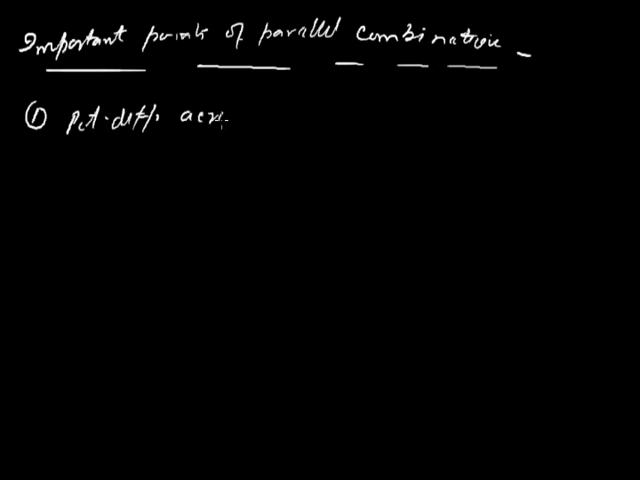 Important points of parallel combination -
① Pot. diff. acr